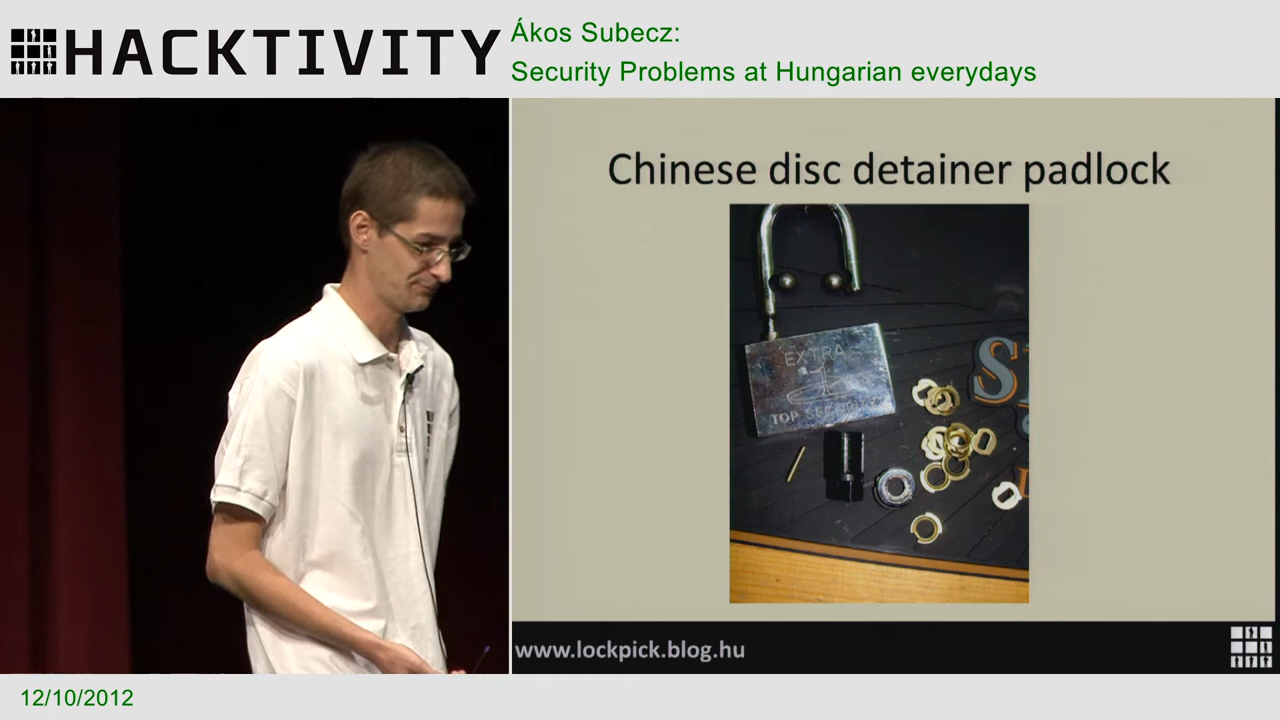 HACKTIVITY
Ákos Subecz:
Security Problems at Hungarian everydays
Chinese disc detainer padlock
EXTRA
TOP
www.lockpick.blog.hu
12/10/2012